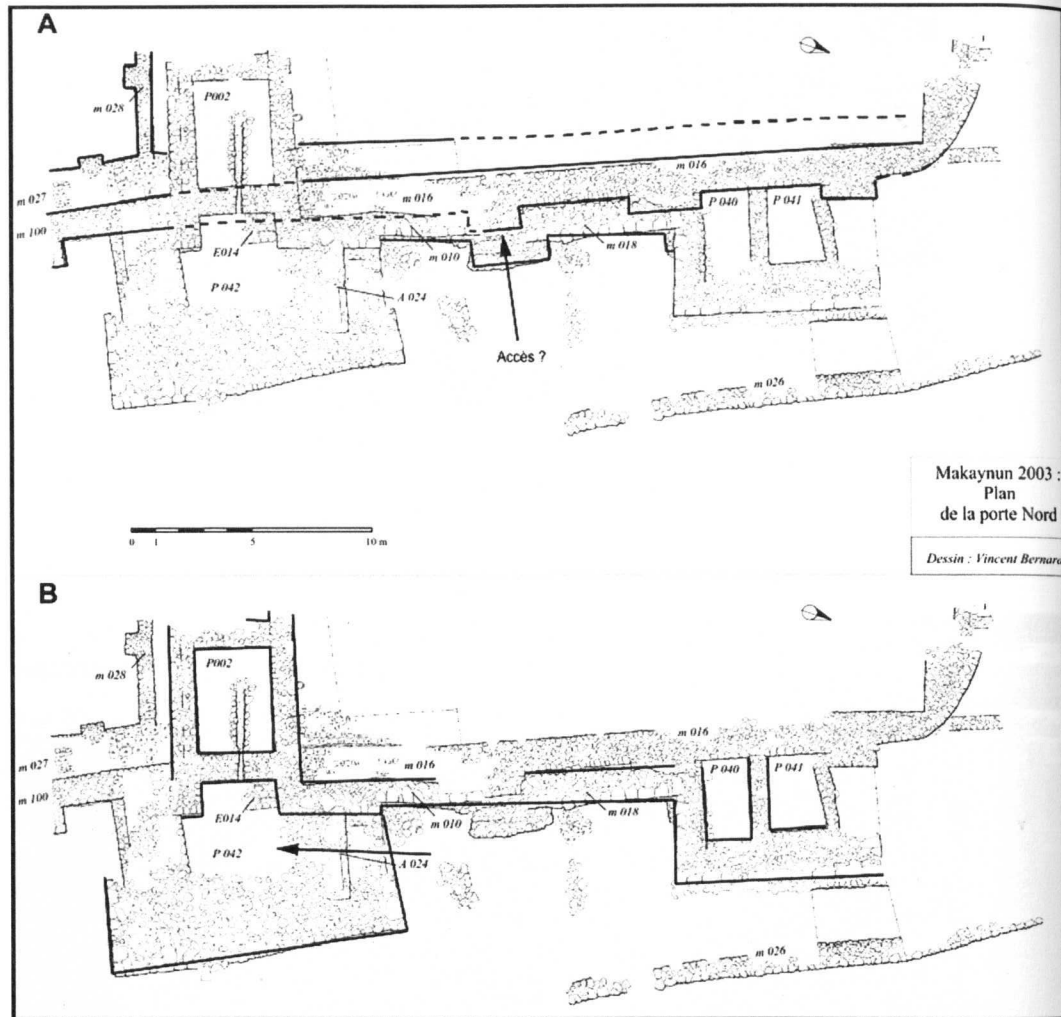 A
P002
m 028
m 016
m 027
m 016
P 040
P 041
m 100
E014
m 010
m 018
P 042
A 024
Accès ?
m 026
Makaynun 2003 :
Plan
de la porte Nord
0 1 5 10 m
Dessin : Vincent Bernard
B
P002
m 028
m 016
m 027
m 016
P 040
P 041
m 100
E014
m 010
m 018
P 042
A 024
m 026